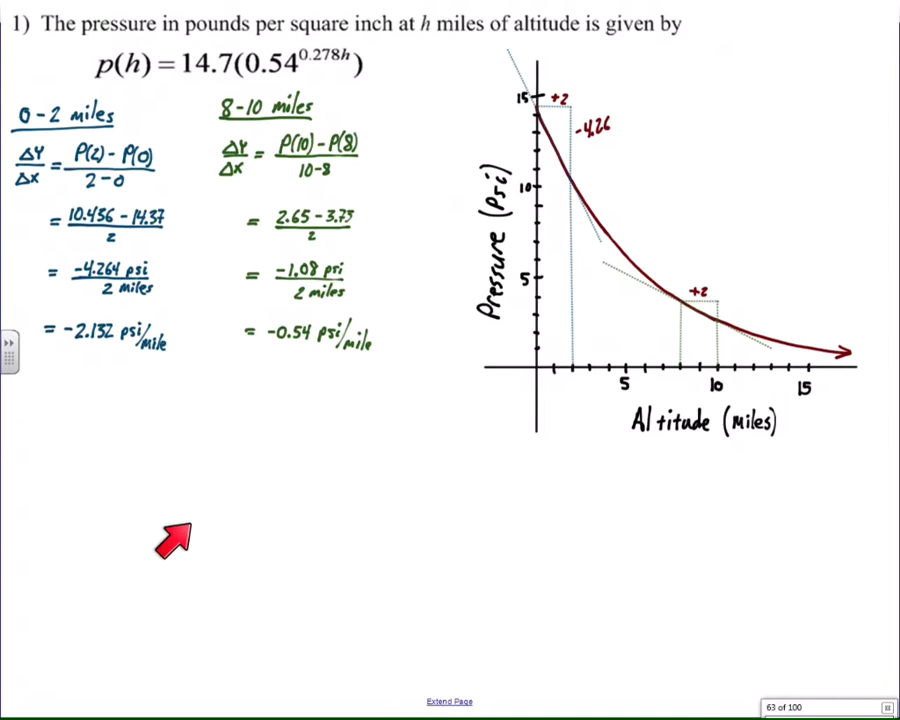 1) The pressure in pounds per square inch at h miles of altitude is given by
p(h) = 14.7(0.54^0.278h)
0-2 miles
ΔY/ΔX = P(2) - P(0) / 2-0
= 10.436 - 14.37 / 2
= -4.264 psi / 2 miles
= -2.132 psi/mile
8-10 miles
ΔY/ΔX = P(10) - P(8) / 10-8
= 2.65 - 3.73 / 2
= -1.08 psi / 2 miles
= -0.54 psi/mile
15
+2
-4.26
10
5
+2
Pressure (psi)
5
10
15
Altitude (miles)
Extend Page
63 of 100